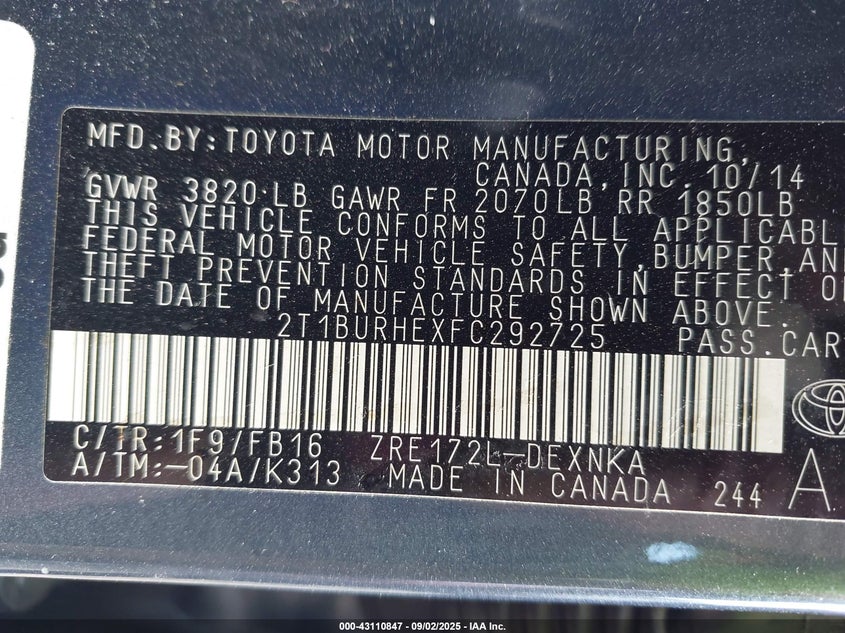 MFD.BY:TOYOTA MOTOR MANUFACTURING,
CANADA,INC. 10/14
GVWR 3820 LB GAWR FR 2070LB RR 1850LB
THIS VEHICLE CONFORMS TO ALL APPLICABL
FEDERAL MOTOR VEHICLE SAFETY,BUMPER,AN
THEFT PREVENTION STANDARDS IN EFFECT O
THE DATE OF MANUFACTURE SHOWN ABOVE.
2T1BURHEXFC292725 PASS.CAR
C/TR:1F9/FB16 ZRE172L-DEXNKA
A/TM:-04A/K313 MADE IN CANADA 244 A
000-43110847 - 09/02/2025 - IAA Inc.